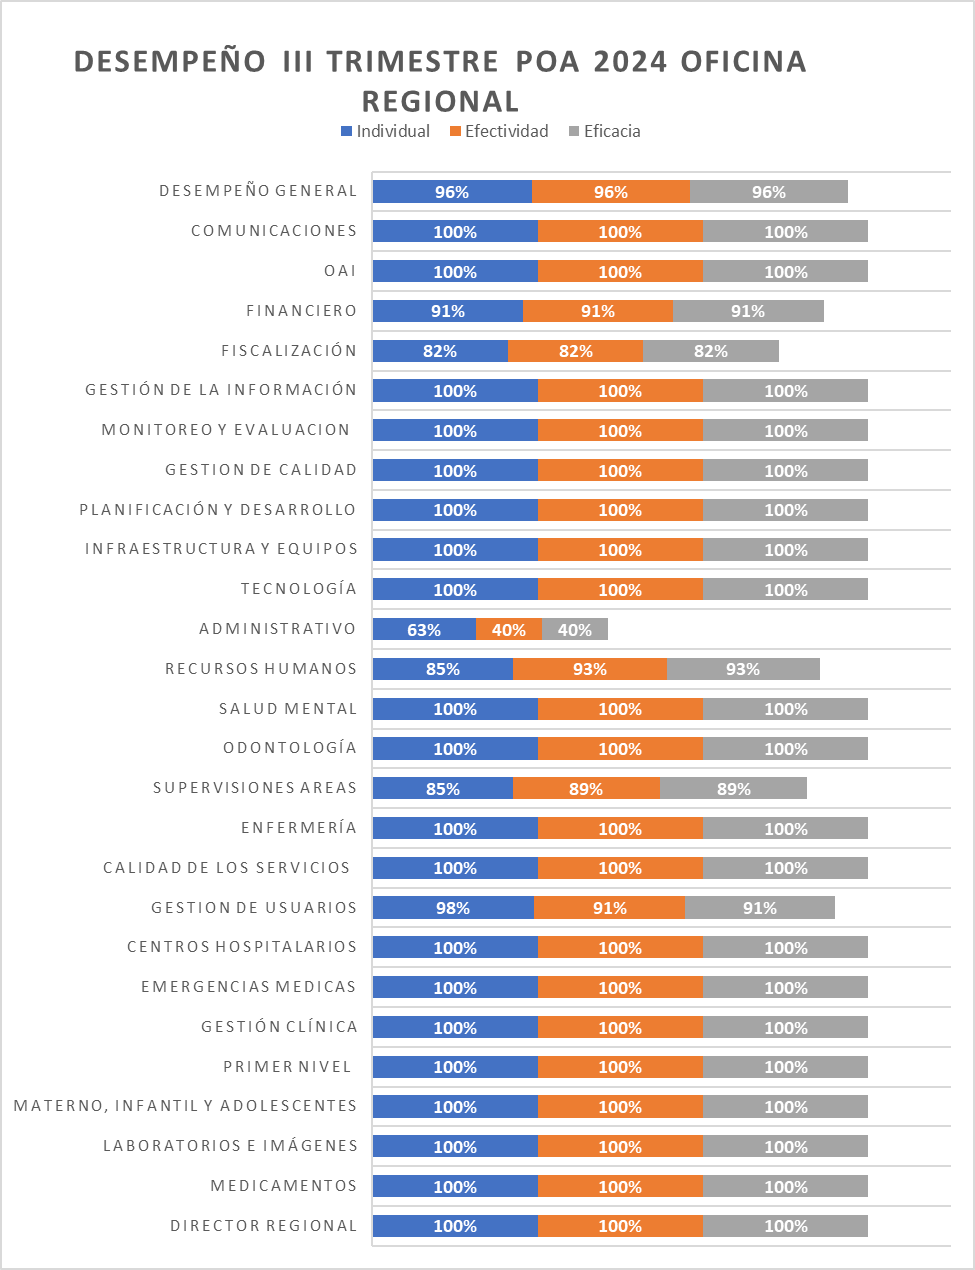 DESEMPEÑO III TRIMESTRE POA 2024 OFICINA
REGIONAL
Individual Efectividad Eficacia
DESEMPEÑO GENERAL 96% 96% 96%
COMUNICACIONES 100% 100% 100%
OAI 100% 100% 100%
FINANCIERO 91% 91% 91%
FISCALIZACIÓN 82% 82% 82%
GESTIÓN DE LA INFORMACIÓN 100% 100% 100%
MONITOREO Y EVALUACION 100% 100% 100%
GESTION DE CALIDAD 100% 100% 100%
PLANIFICACIÓN Y DESARROLLO 100% 100% 100%
INFRAESTRUCTURA Y EQUIPOS 100% 100% 100%
TECNOLOGÍA 100% 100% 100%
ADMINISTRATIVO 63% 40% 40%
RECURSOS HUMANOS 85% 93% 93%
SALUD MENTAL 100% 100% 100%
ODONTOLOGÍA 100% 100% 100%
SUPERVISIONES AREAS 85% 89% 89%
ENFERMERÍA 100% 100% 100%
CALIDAD DE LOS SERVICIOS 100% 100% 100%
GESTION DE USUARIOS 98% 91% 91%
CENTROS HOSPITALARIOS 100% 100% 100%
EMERGENCIAS MEDICAS 100% 100% 100%
GESTIÓN CLÍNICA 100% 100% 100%
PRIMER NIVEL 100% 100% 100%
MATERNO, INFANTIL Y ADOLESCENTES 100% 100% 100%
LABORATORIOS E IMÁGENES 100% 100% 100%
MEDICAMENTOS 100% 100% 100%
DIRECTOR REGIONAL 100% 100% 100%